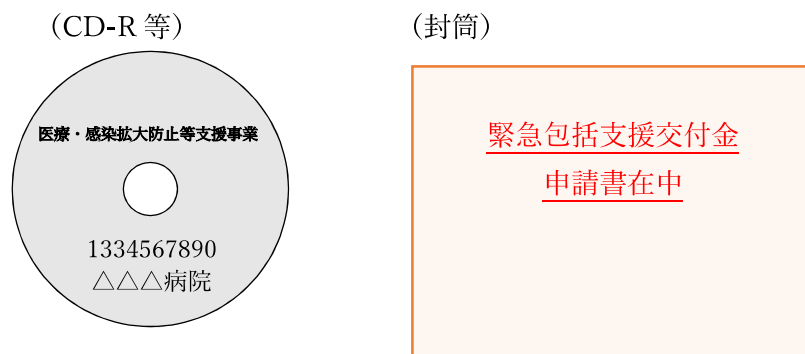 （CD-R 等）
医療・感染拡大防止等支援事業
1334567890
△△△病院
（封筒）
緊急包括支援交付金
申請書在中